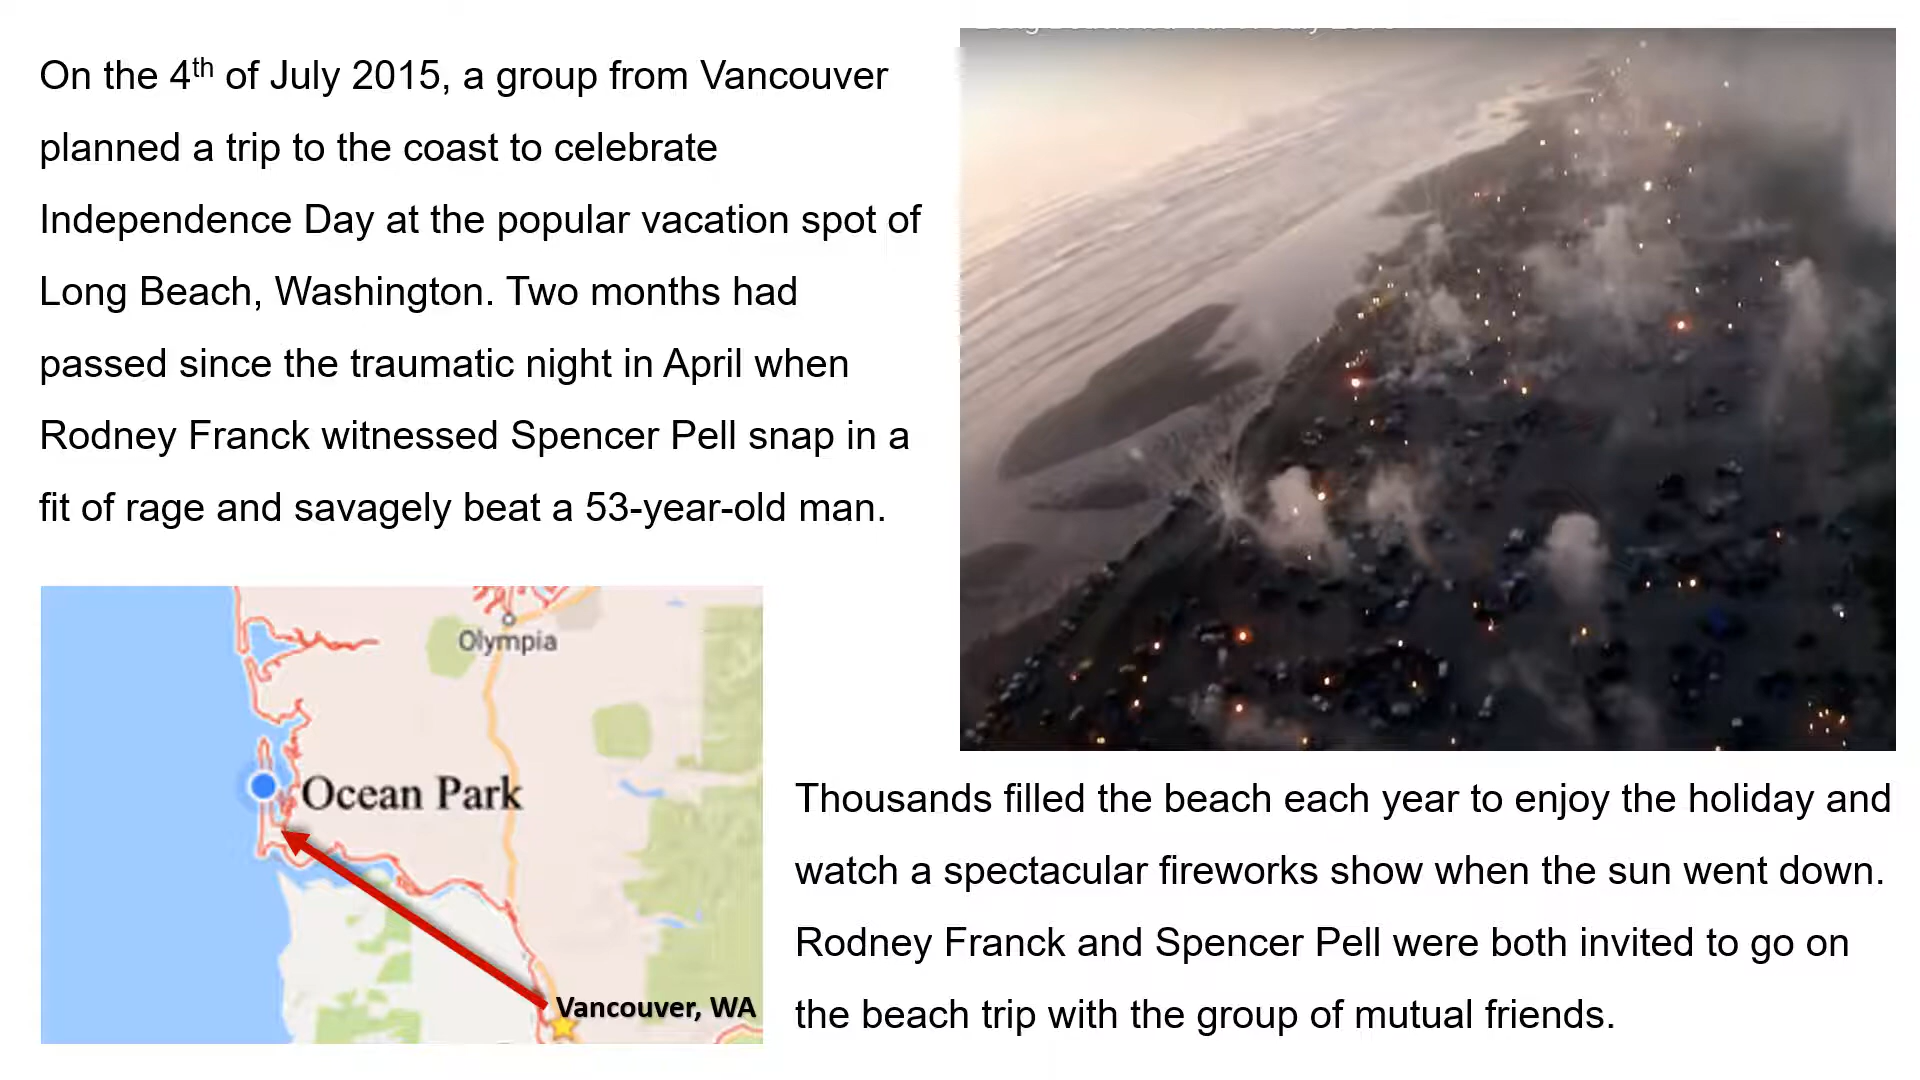 On the 4th of July 2015, a group from Vancouver
planned a trip to the coast to celebrate
Independence Day at the popular vacation spot of
Long Beach, Washington. Two months had
passed since the traumatic night in April when
Rodney Franck witnessed Spencer Pell snap in a
fit of rage and savagely beat a 53-year-old man.
Olympia
Ocean Park
Vancouver, WA
Thousands filled the beach each year to enjoy the holiday and
watch a spectacular fireworks show when the sun went down.
Rodney Franck and Spencer Pell were both invited to go on
the beach trip with the group of mutual friends.